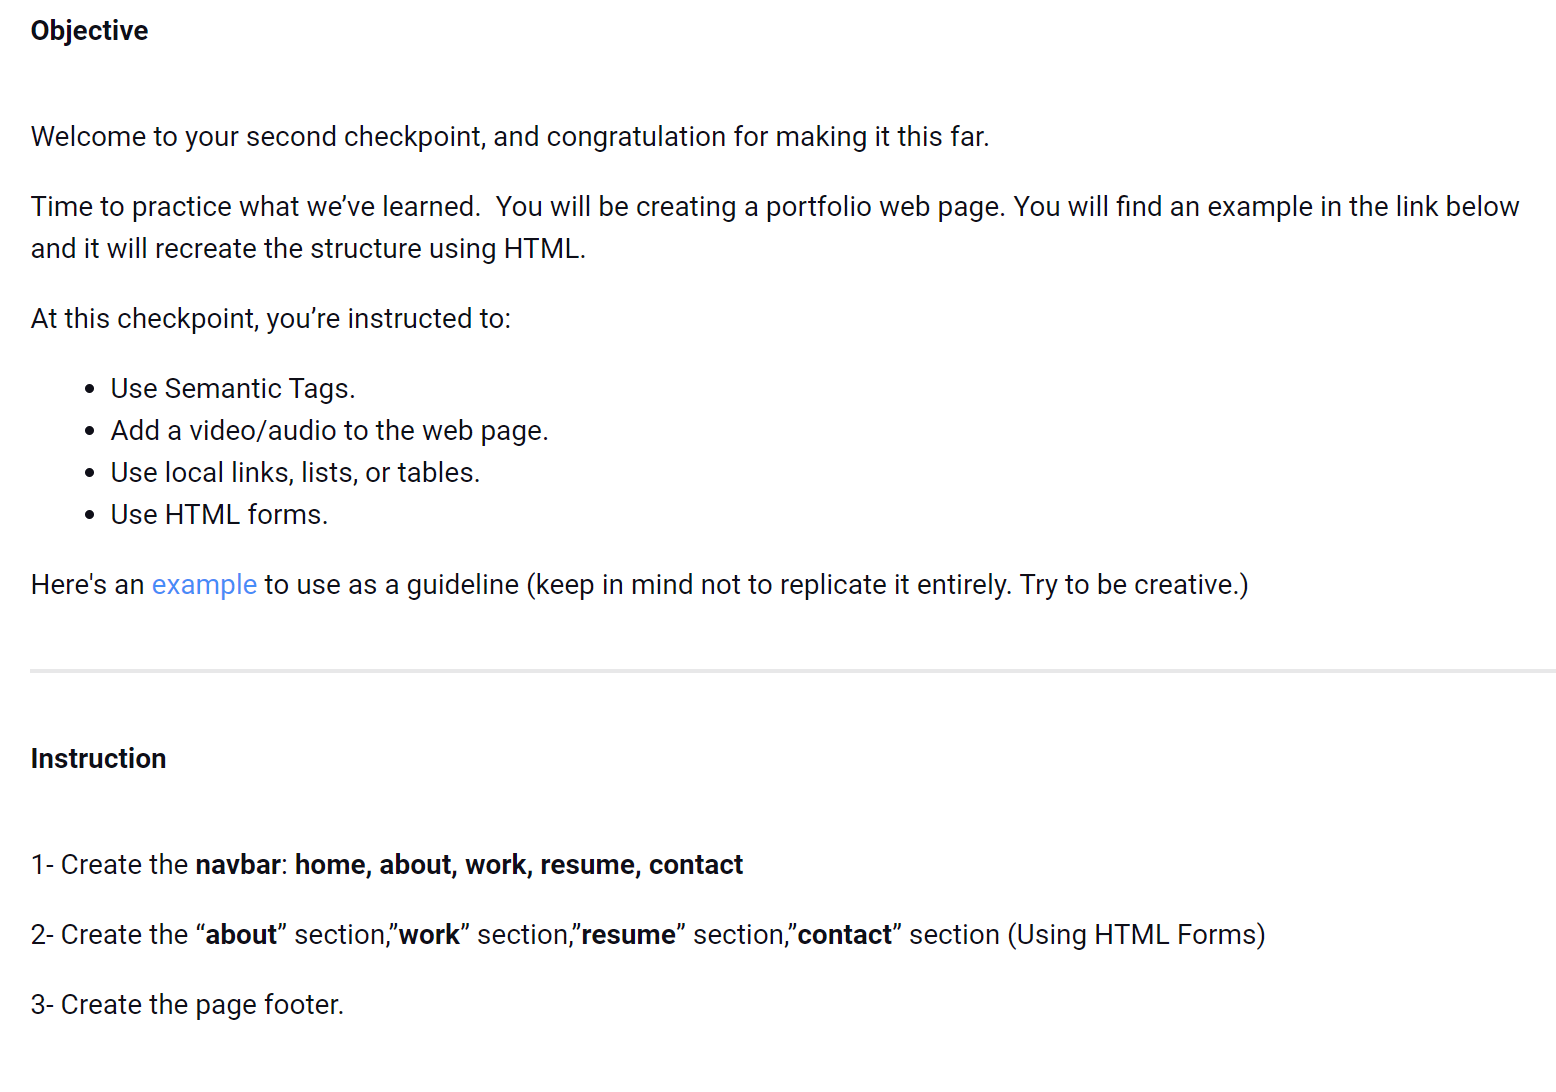 Objective
Welcome to your second checkpoint, and congratulation for making it this far.
Time to practice what we’ve learned.  You will be creating a portfolio web page. You will find an example in the link below
and it will recreate the structure using HTML.
At this checkpoint, you’re instructed to:
• Use Semantic Tags.
• Add a video/audio to the web page.
• Use local links, lists, or tables.
• Use HTML forms.
Here's an example to use as a guideline (keep in mind not to replicate it entirely. Try to be creative.)
Instruction
1- Create the navbar: home, about, work, resume, contact
2- Create the “about” section,”work” section,”resume” section,”contact” section (Using HTML Forms)
3- Create the page footer.